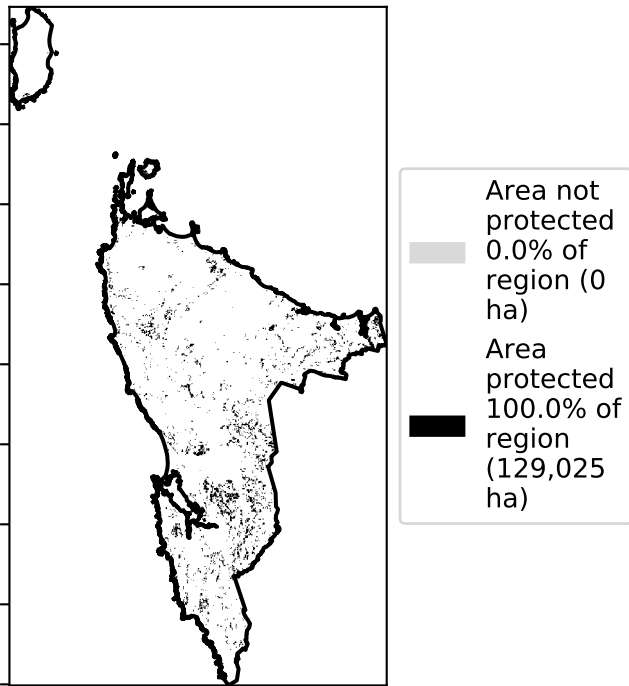 Area not
protected
0.0% of
region (0
ha)
Area
protected
100.0% of
region
(129,025
ha)